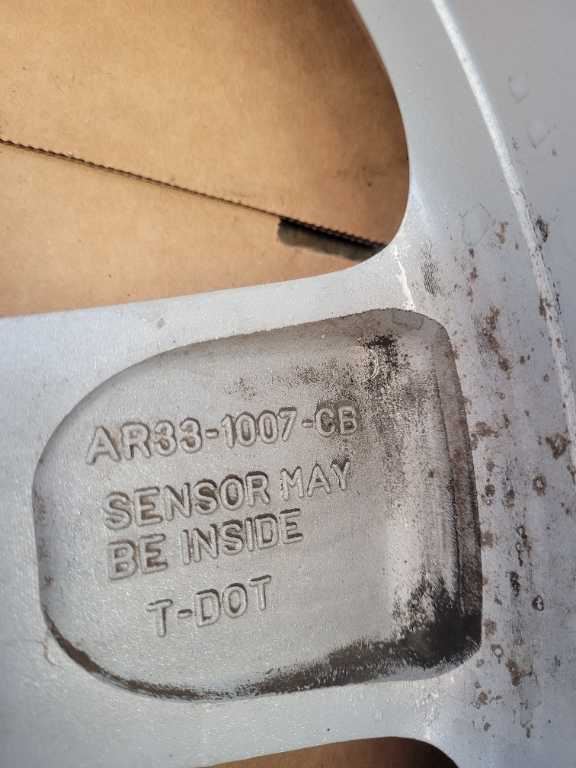 AR33-1007-CB
SENSOR MAY
BE INSIDE
T-DOT